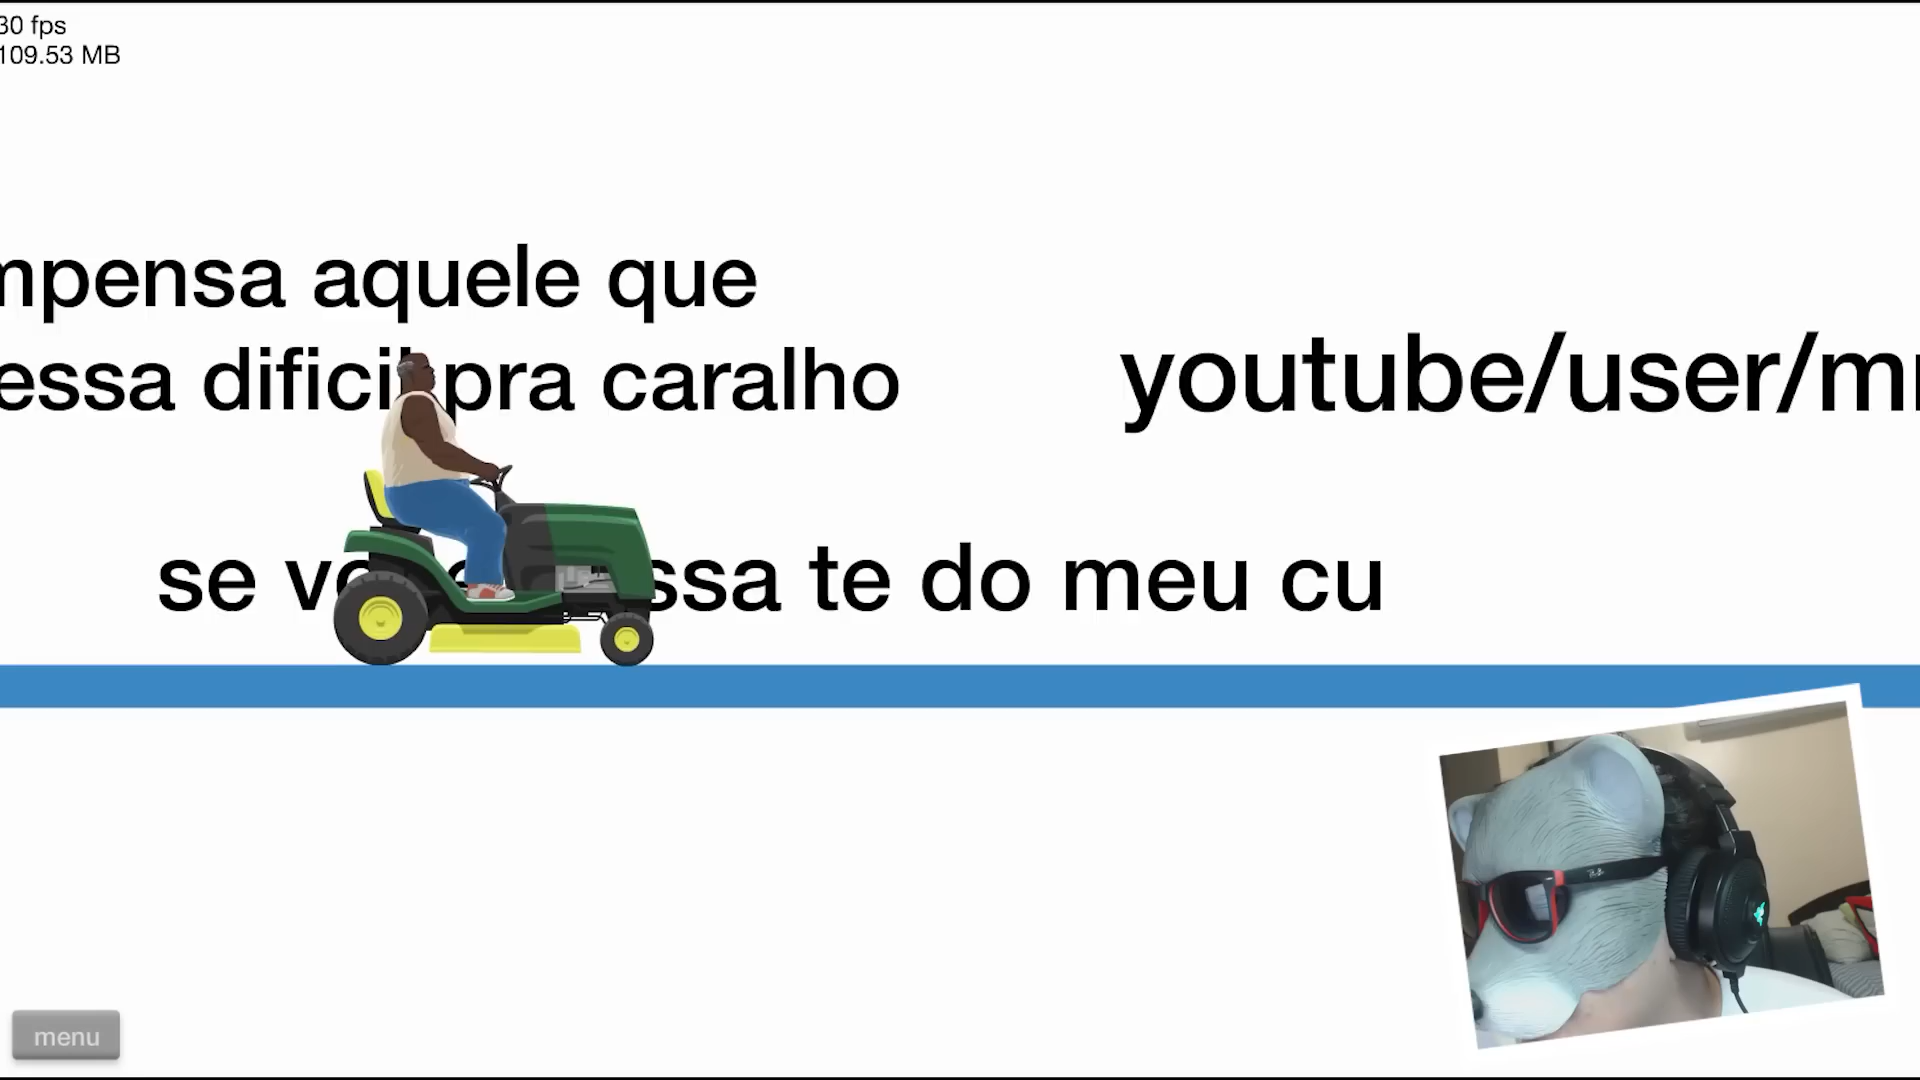 30 fps
109.53 MB
mpensa aquele que
essa dificil pra caralho
youtube/user/m
se ssa te do meu cu
menu